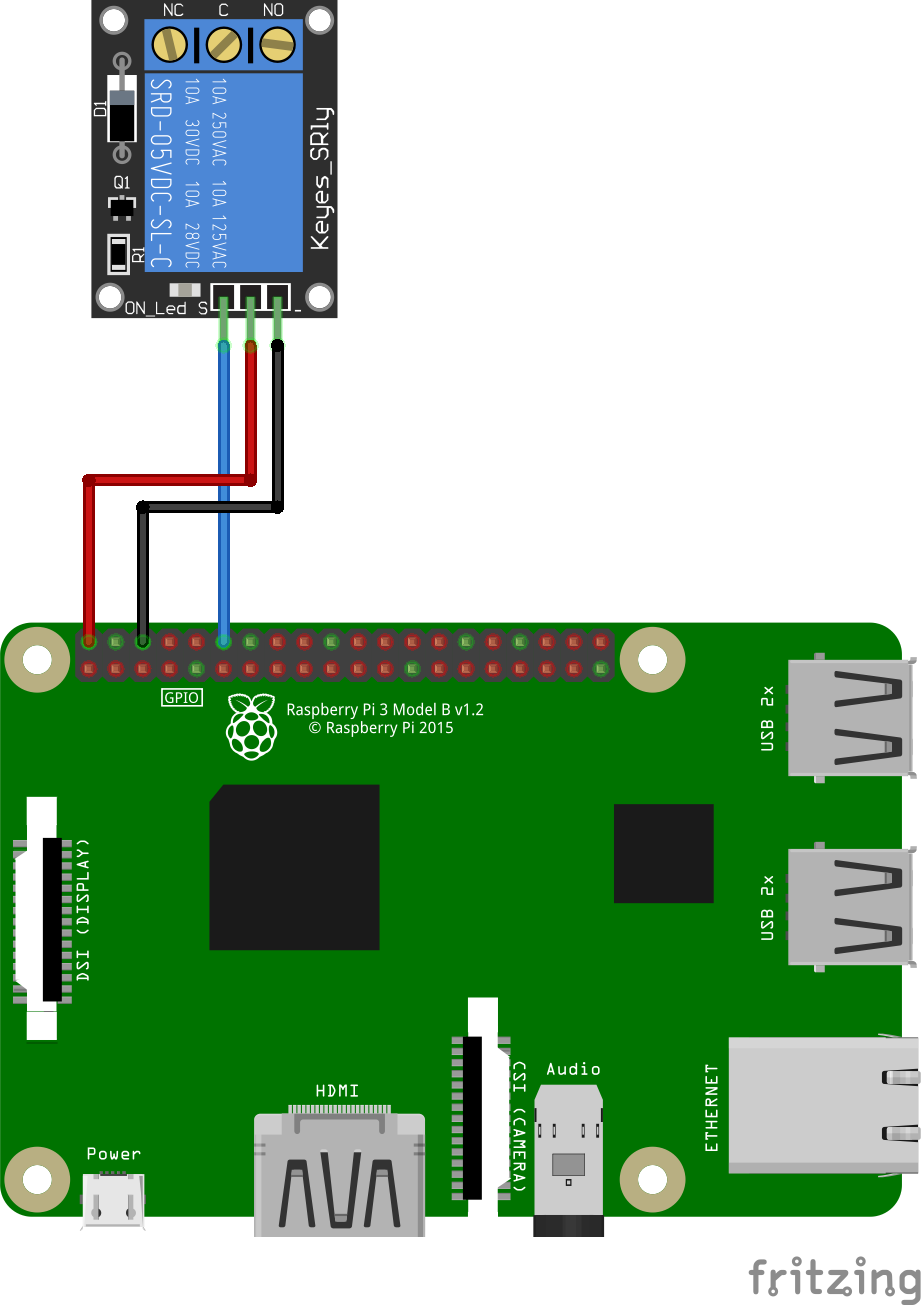 NC C NO
D1
SRD-05VDC-SL-C
10A 30VDC 10A 28VDC
10A 250VAC 10A 125VAC
Keyes_SRly
Q1
R1
ON_Led S -
GPIO
Raspberry Pi 3 Model B v1.2
© Raspberry Pi 2015
USB 2x
DSI (DISPLAY)
USB 2x
CSI (CAMERA)
Audio
ETHERNET
HDMI
Power
fritzing